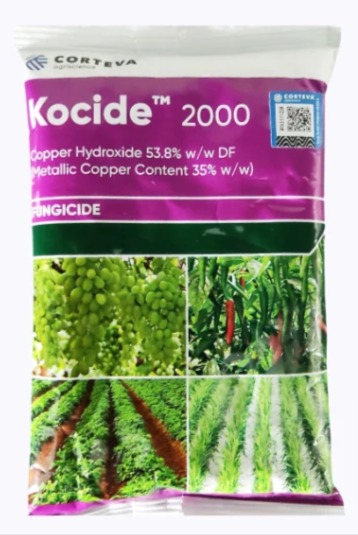 CORTEVA
agriscience
Kocide™ 2000
Copper Hydroxide 53.8% w/w DF
(Metallic Copper Content 35% w/w)
FUNGICIDE
CORTEVA